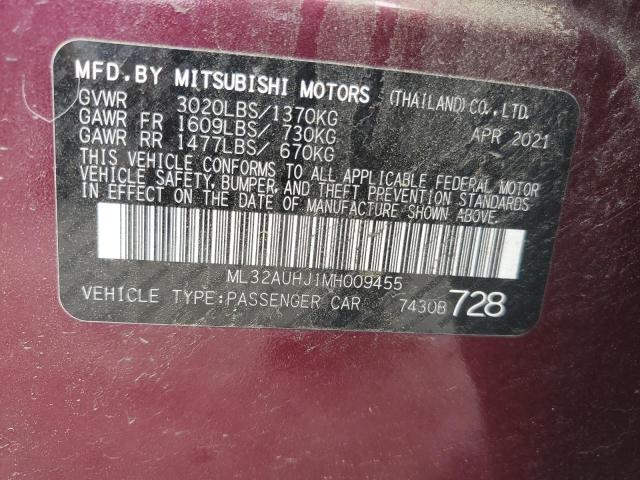 MFD.BY MITSUBISHI MOTORS (THAILAND)CO.,LTD.
GVWR 3020LBS/1370KG
GAWR FR 1609LBS/ 730KG APR 2021
GAWR RR 1477LBS/ 670KG
THIS VEHICLE CONFORMS TO ALL APPLICABLE FEDERAL MOTOR
VEHICLE SAFETY, BUMPER, AND THEFT PREVENTION STANDARDS
IN EFFECT ON THE DATE OF MANUFACTURE SHOWN ABOVE.
ML32AUHJ1MH009455
VEHICLE TYPE:PASSENGER CAR 7430B 728